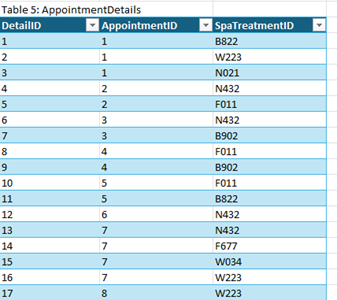 Table 5: AppointmentDetails
DetailID AppointmentID SpaTreatmentID
1 1 B822
2 1 W223
3 1 N021
4 2 N432
5 2 F011
6 3 N432
7 3 B902
8 4 F011
9 4 B902
10 5 F011
11 5 B822
12 6 N432
13 7 N432
14 7 F677
15 7 W034
16 7 W223
17 8 W223